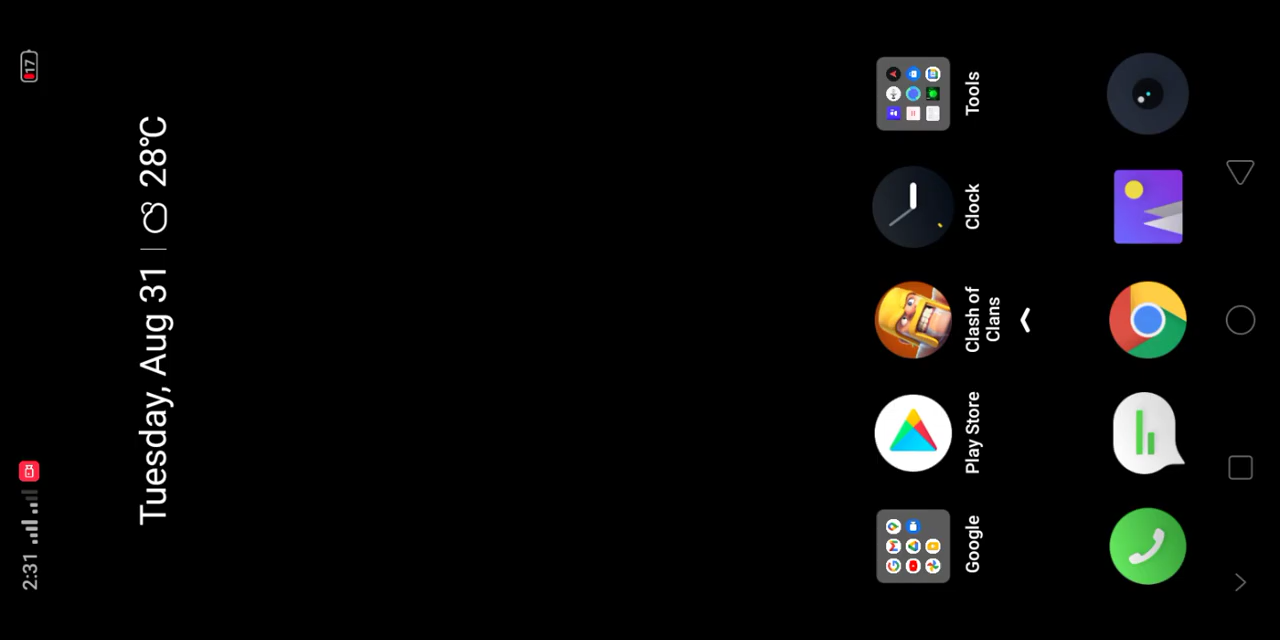 2:31
17
Tuesday, Aug 31 | 28°C
Google
Play Store
Clash of
Clans
Clock
Tools